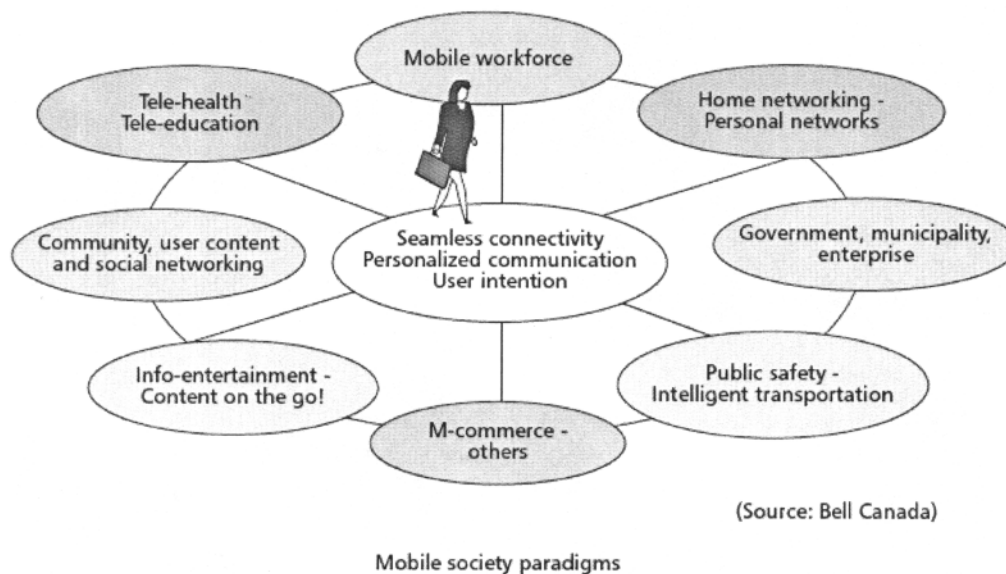 Mobile workforce
Tele-health
Tele-education
Home networking -
Personal networks
Community, user content
and social networking
Seamless connectivity
Personalized communication
User intention
Government, municipality,
enterprise
Info-entertainment -
Content on the go!
Public safety -
Intelligent transportation
M-commerce -
others
(Source: Bell Canada)
Mobile society paradigms